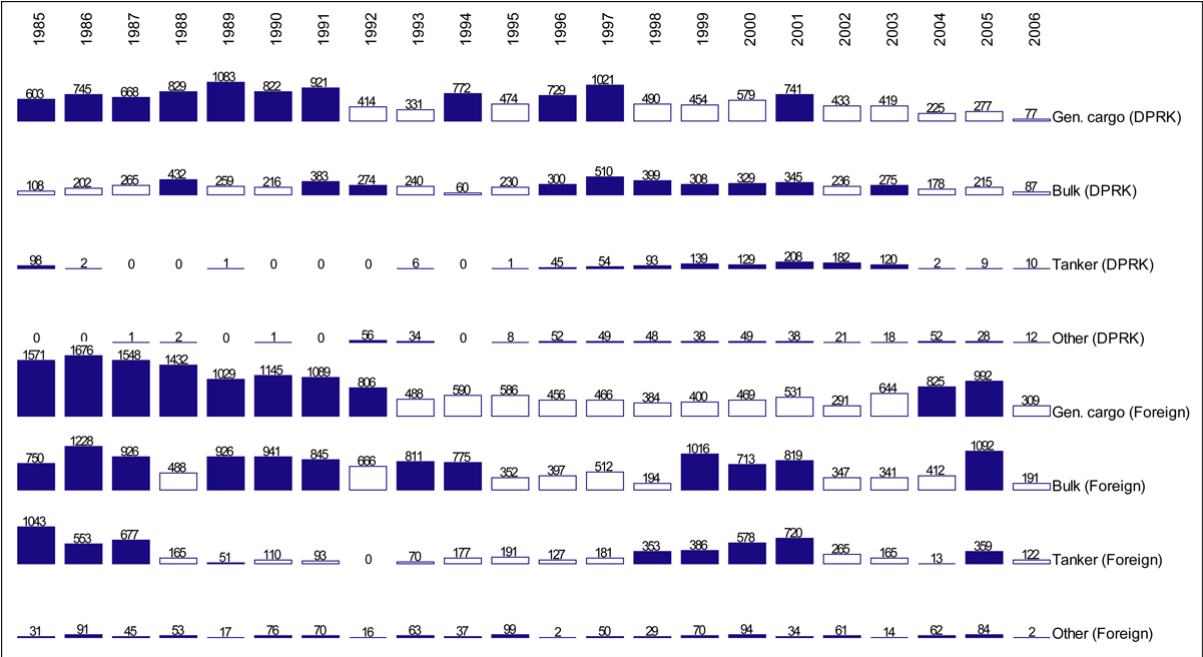 1985 1986 1987 1988 1989 1990 1991 1992 1993 1994 1995 1996 1997 1998 1999 2000 2001 2002 2003 2004 2005 2006
603 745 668 829 1083 822 921 414 331 772 474 729 1021 490 454 579 741 433 419 225 277 77 Gen. cargo (DPRK)
108 202 265 432 259 216 383 274 240 60 230 300 510 399 308 329 345 236 275 178 215 87 Bulk (DPRK)
98 2 0 0 1 0 0 0 6 0 1 45 54 93 139 129 208 182 120 2 9 10 Tanker (DPRK)
0 0 1 2 0 1 0 56 34 0 8 52 49 48 38 49 38 21 18 52 28 12 Other (DPRK)
1571 1676 1548 1432 1029 1145 1089 806 488 590 586 456 466 384 400 469 531 291 644 825 992 309 Gen. cargo (Foreign)
750 1228 926 488 926 941 845 666 811 775 352 397 512 194 1016 713 819 347 341 412 1092 191 Bulk (Foreign)
1043 553 677 165 51 110 93 0 70 177 191 127 181 353 386 578 720 265 165 13 359 122 Tanker (Foreign)
31 91 45 53 17 76 70 16 63 37 99 2 50 29 70 94 34 61 14 62 84 2 Other (Foreign)